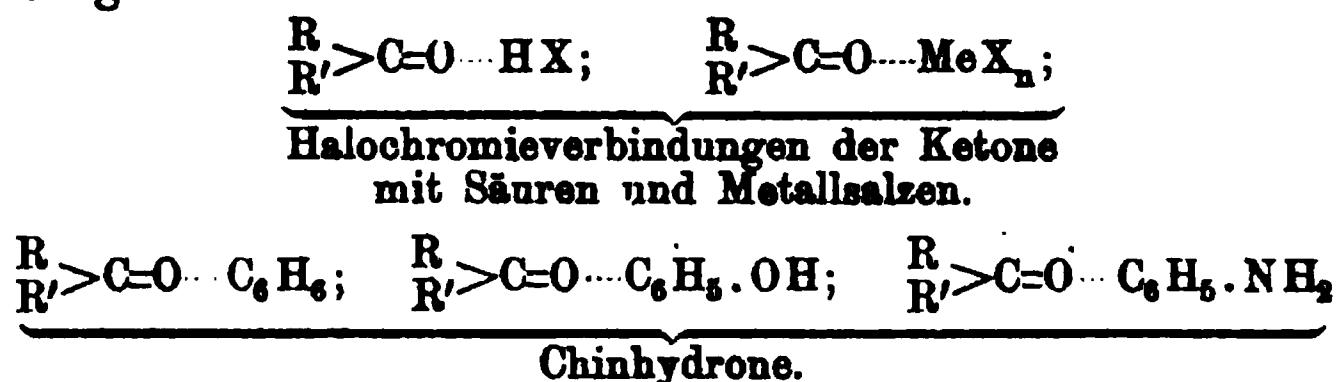 R R' >C=O····HX; R R' >C=O····MeXₙ;
Halochromieverbindungen der Ketone
mit Säuren und Metallsalzen.
R R' >C=O····C₆H₆; R R' >C=O····C₆H₅.OH; R R' >C=O····C₆H₅.NH₂
Chinhydrone.